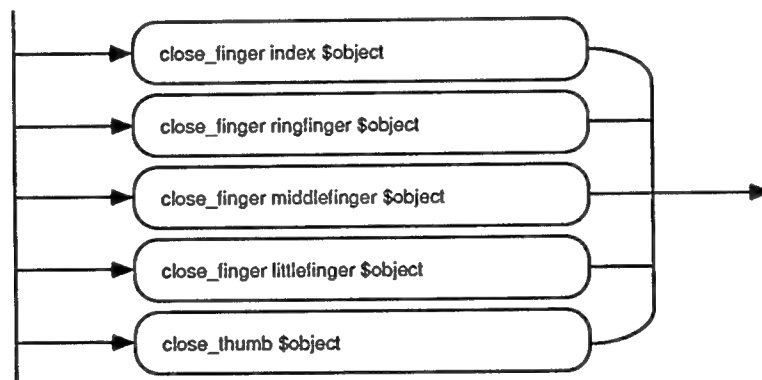 close_finger index $object
close_finger ringfinger $object
close_finger middlefinger $object
close_finger littlefinger $object
close_thumb $object